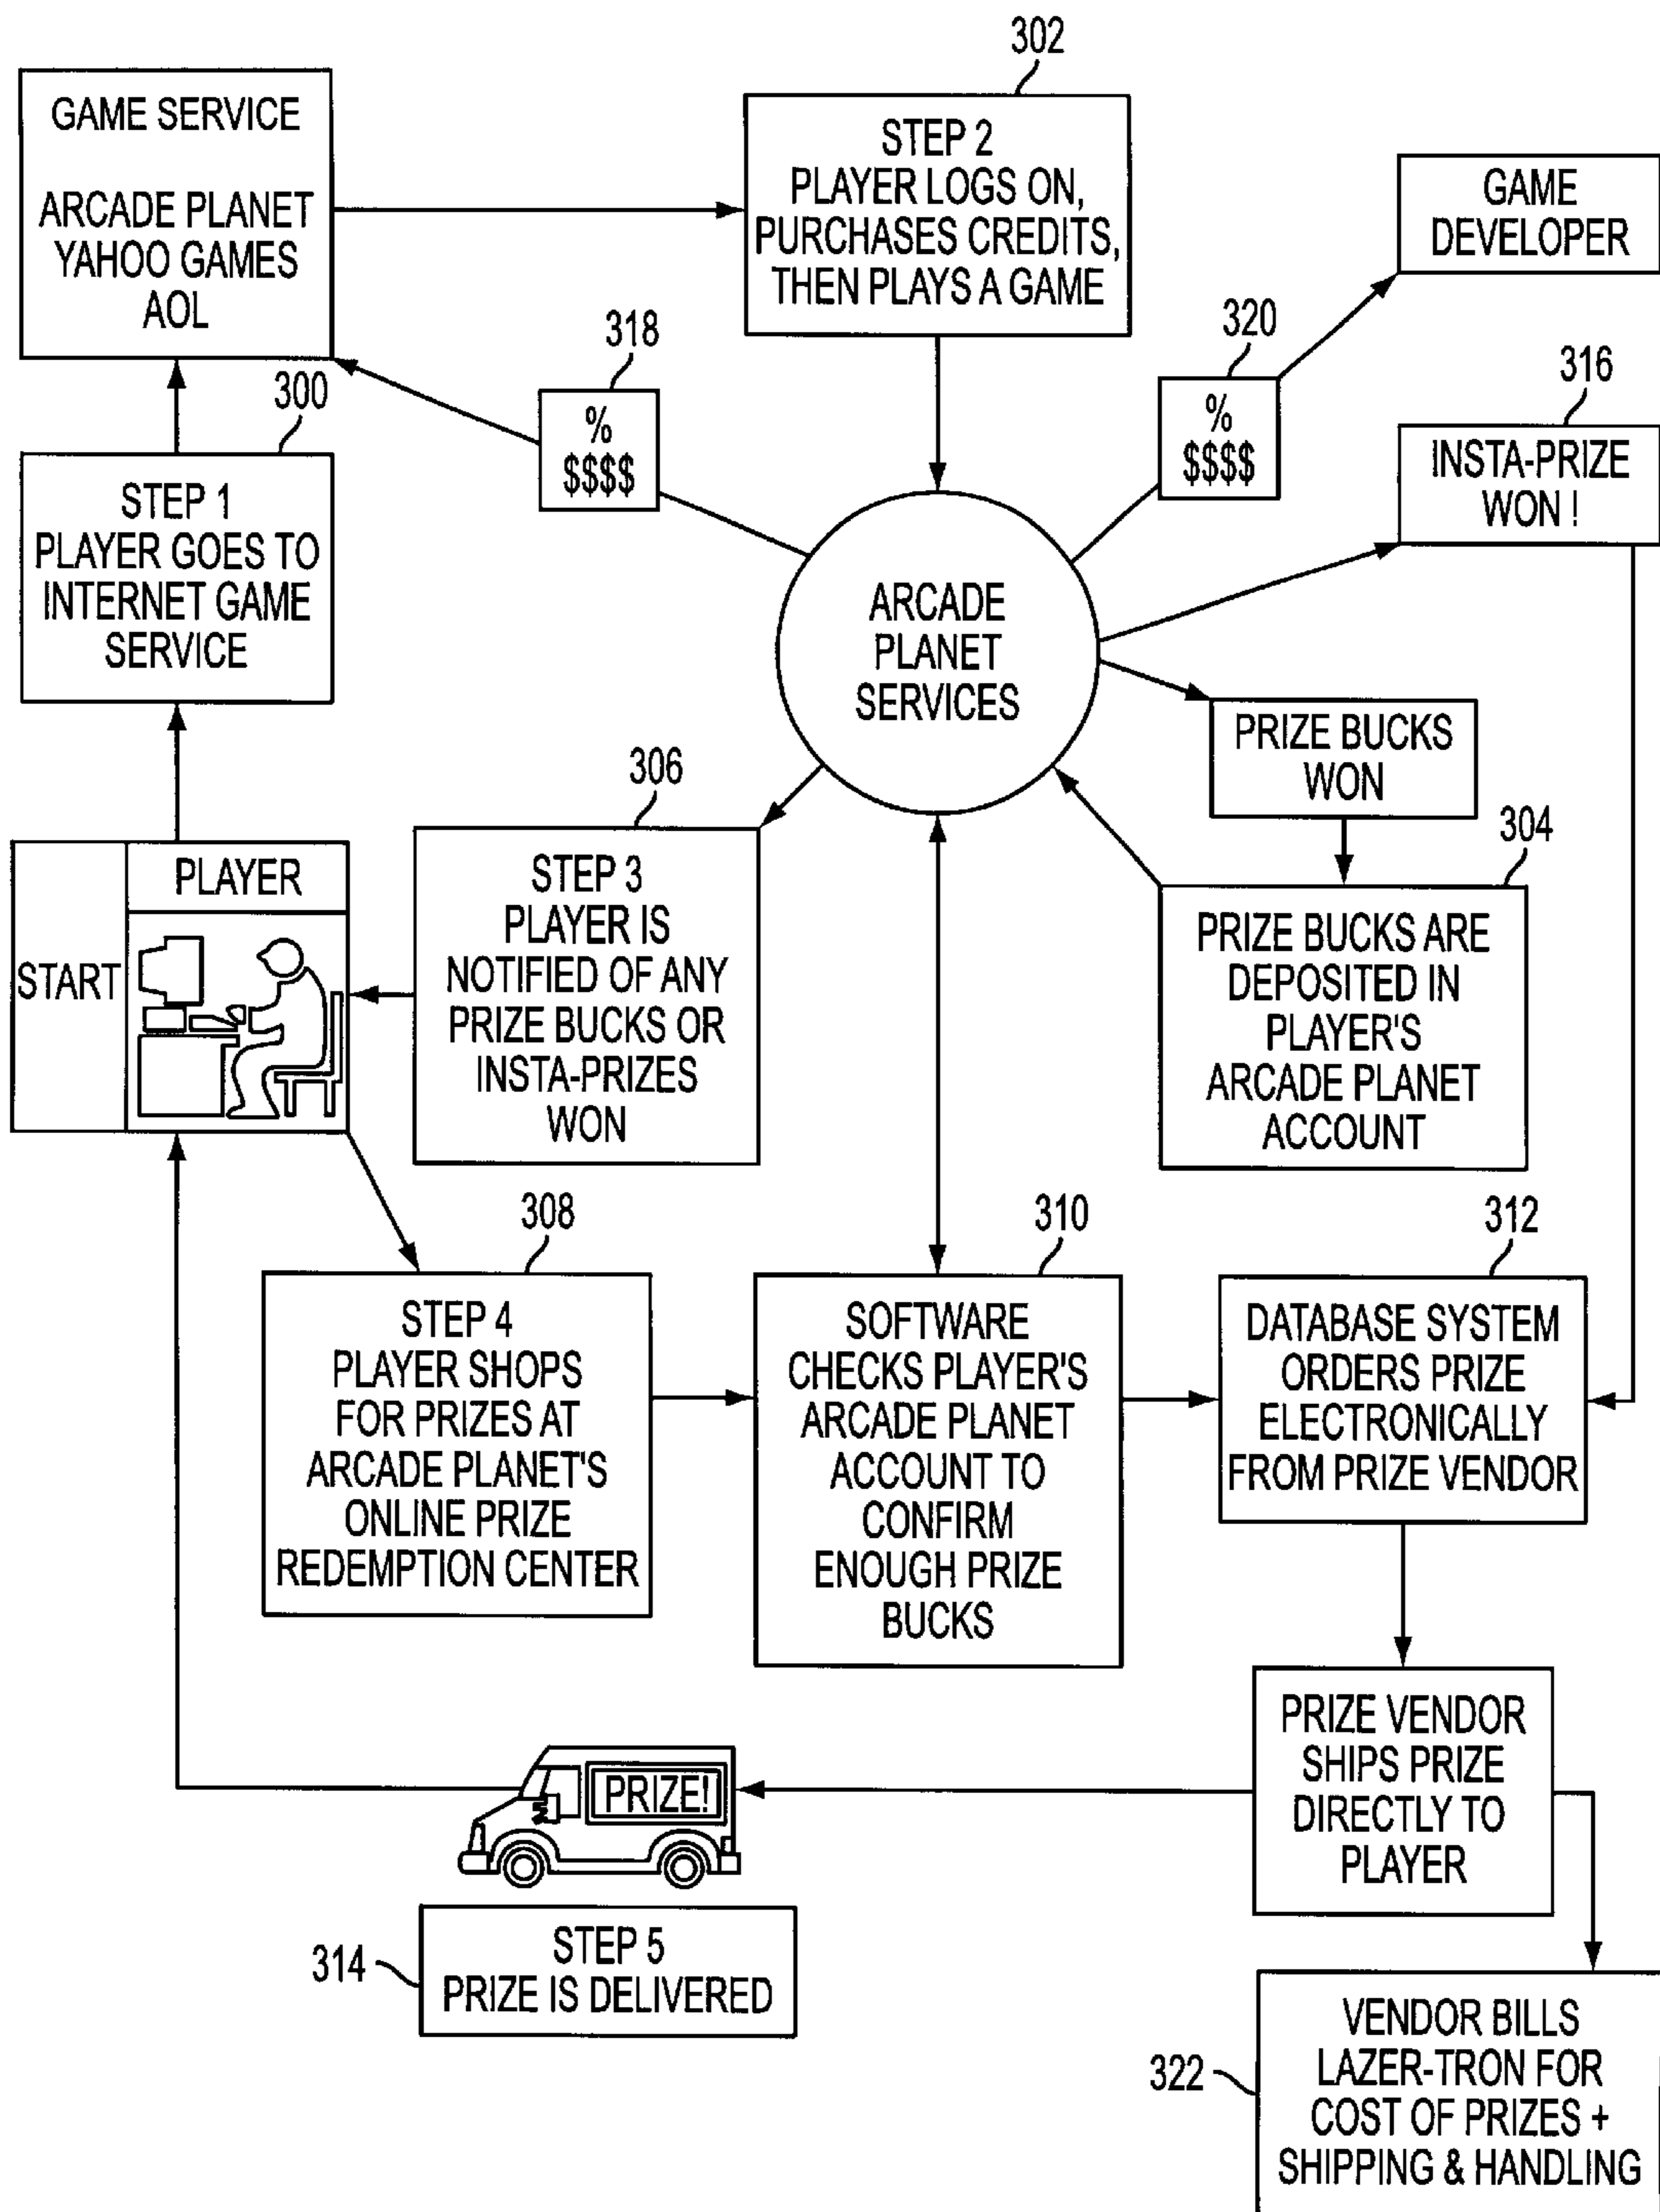 302
GAME SERVICE
ARCADE PLANET
YAHOO GAMES
AOL
STEP 2
PLAYER LOGS ON,
PURCHASES CREDITS,
THEN PLAYS A GAME
GAME
DEVELOPER
318
%
$$$$
320
%
$$$$
316
INSTA-PRIZE
WON !
300
STEP 1
PLAYER GOES TO
INTERNET GAME
SERVICE
ARCADE
PLANET
SERVICES
PRIZE BUCKS
WON
304
PRIZE BUCKS ARE
DEPOSITED IN
PLAYER'S
ARCADE PLANET
ACCOUNT
306
STEP 3
PLAYER IS
NOTIFIED OF ANY
PRIZE BUCKS OR
INSTA-PRIZES
WON
START
PLAYER
308
STEP 4
PLAYER SHOPS
FOR PRIZES AT
ARCADE PLANET'S
ONLINE PRIZE
REDEMPTION CENTER
310
SOFTWARE
CHECKS PLAYER'S
ARCADE PLANET
ACCOUNT TO
CONFIRM
ENOUGH PRIZE
BUCKS
312
DATABASE SYSTEM
ORDERS PRIZE
ELECTRONICALLY
FROM PRIZE VENDOR
PRIZE VENDOR
SHIPS PRIZE
DIRECTLY TO
PLAYER
PRIZE!
314
STEP 5
PRIZE IS DELIVERED
322
VENDOR BILLS
LAZER-TRON FOR
COST OF PRIZES +
SHIPPING & HANDLING